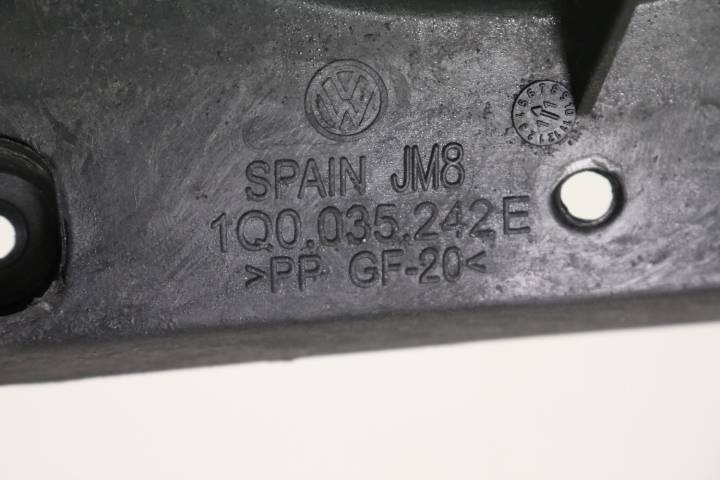 SPAIN JM8
1Q0.035.242E
>PP GF-20<